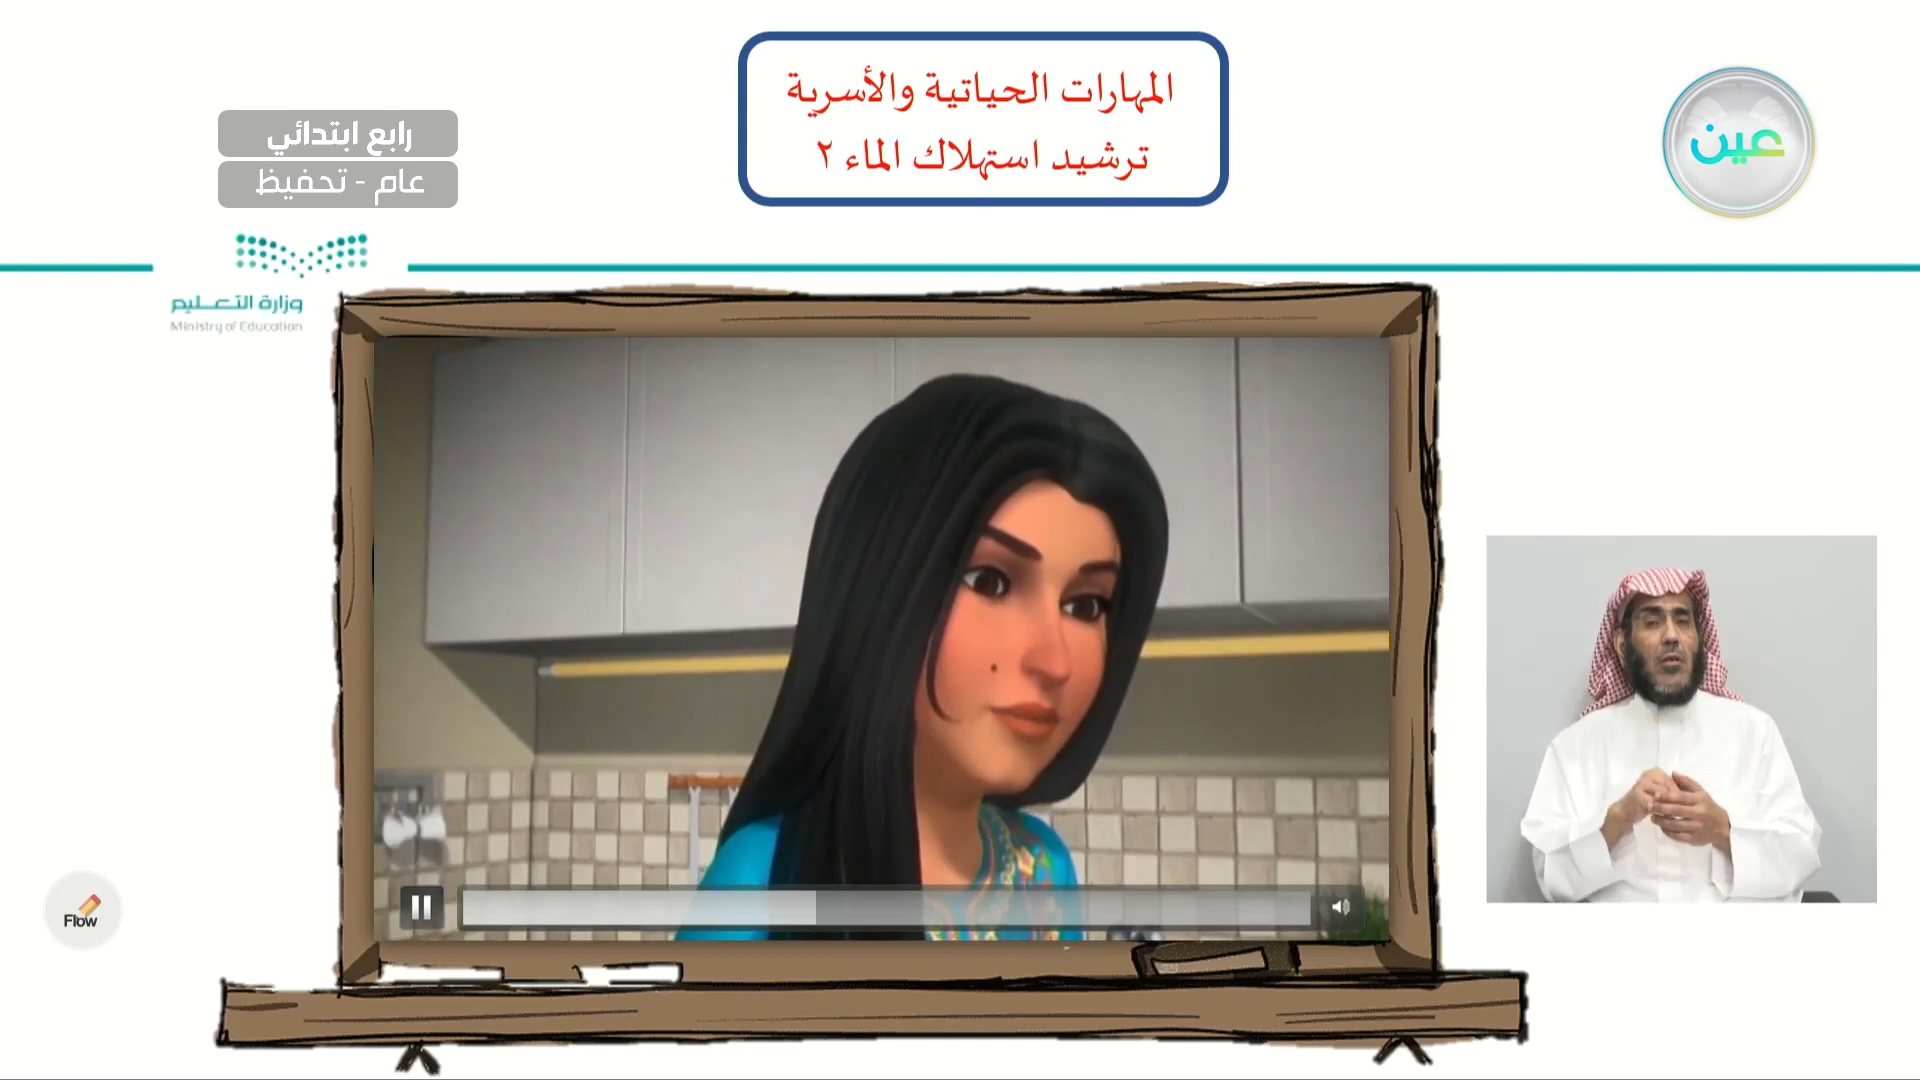 المهارات الحياتية والأسرية
ترشيد استهلاك الماء ٢
عين
رابع ابتدائي
عام - تحفيظ
وزارة التعليم
Ministry of Education
Flow